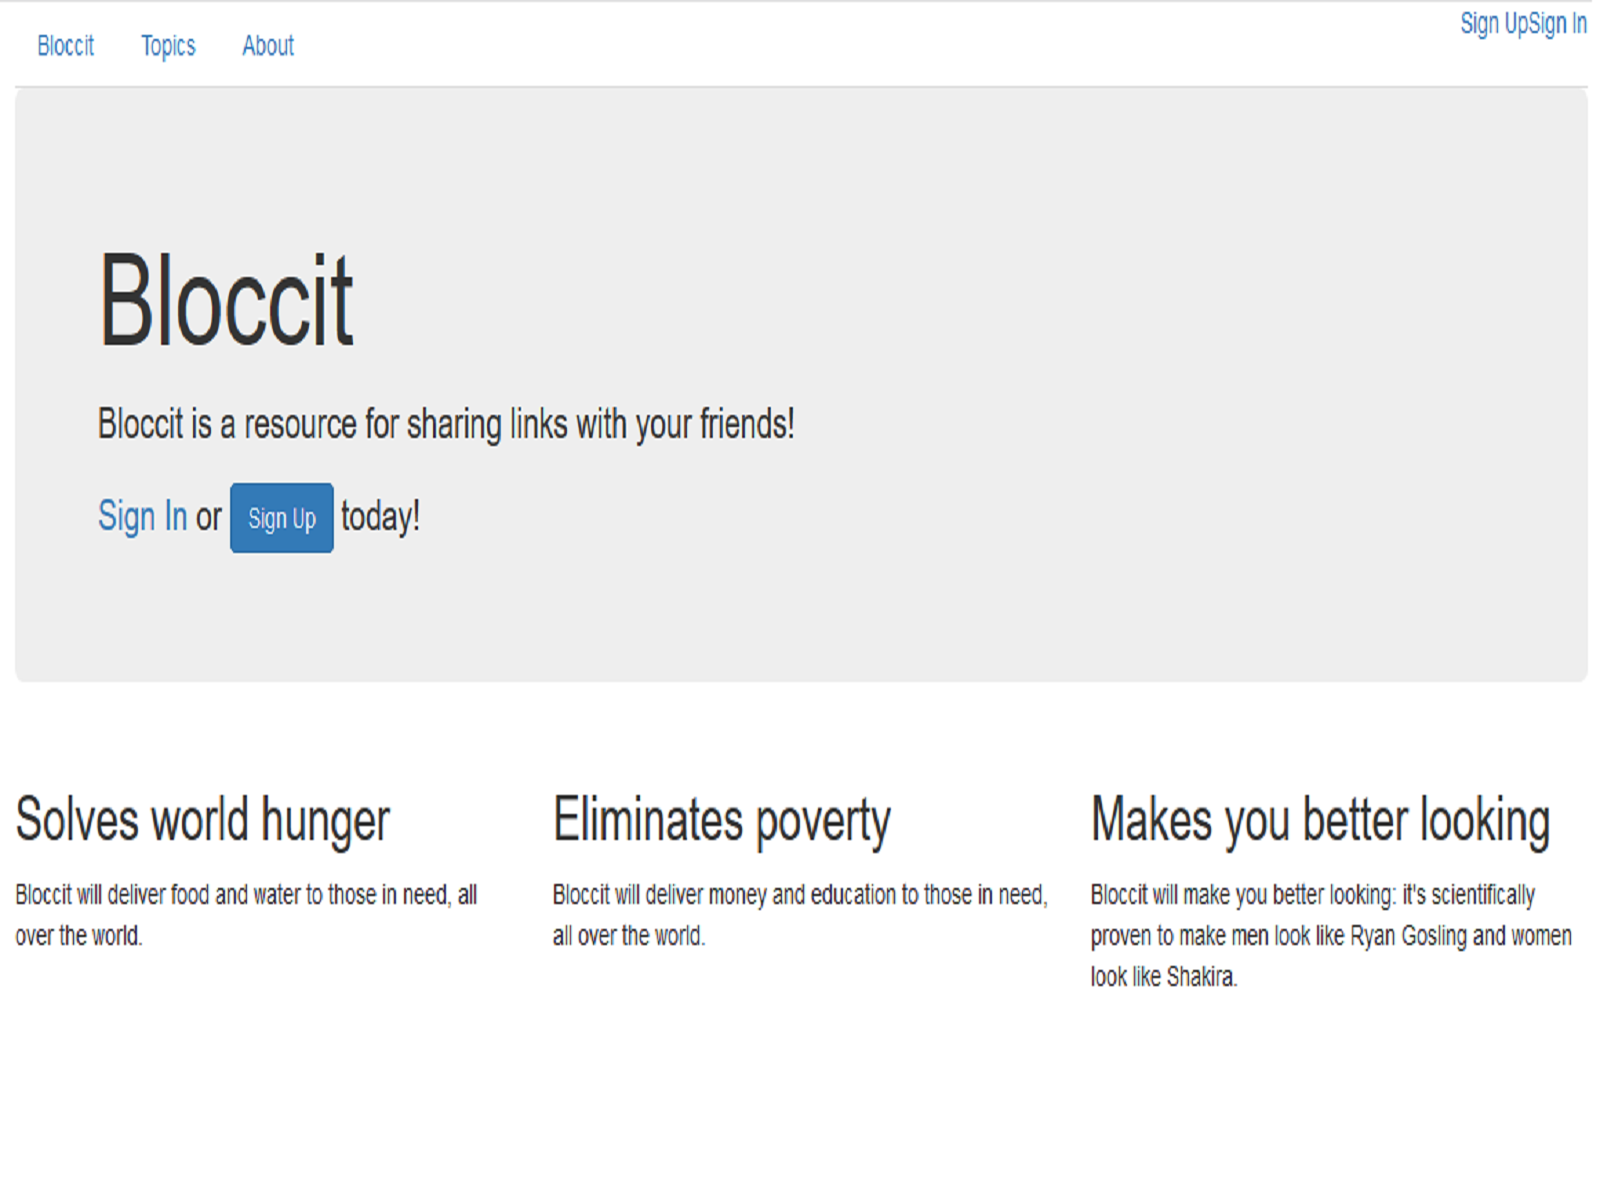 Bloccit Topics About Sign UpSign In
Bloccit
Bloccit is a resource for sharing links with your friends!
Sign In or Sign Up today!
Solves world hunger
Bloccit will deliver food and water to those in need, all
over the world.
Eliminates poverty
Bloccit will deliver money and education to those in need,
all over the world.
Makes you better looking
Bloccit will make you better looking: it's scientifically
proven to make men look like Ryan Gosling and women
look like Shakira.